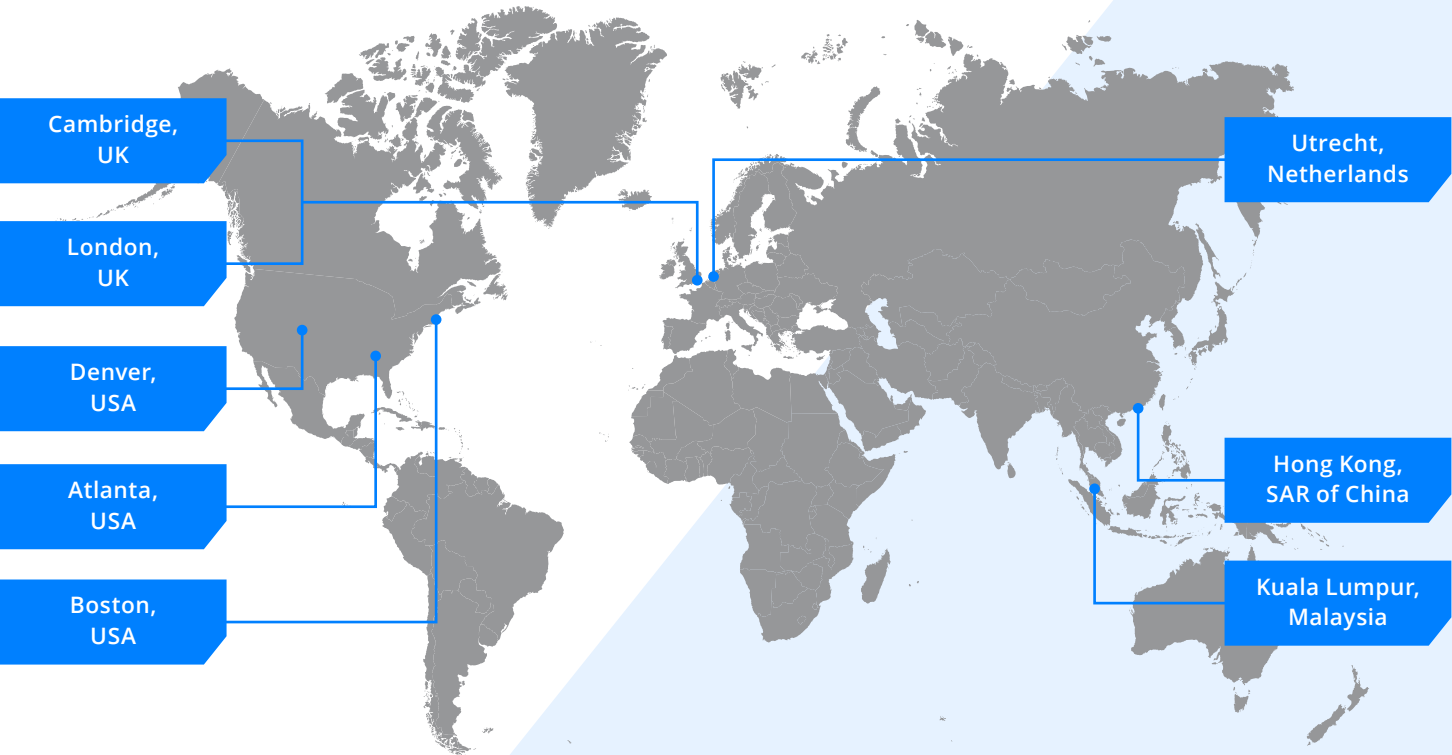 Cambridge,
UK
London,
UK
Denver,
USA
Atlanta,
USA
Boston,
USA
Utrecht,
Netherlands
Hong Kong,
SAR of China
Kuala Lumpur,
Malaysia